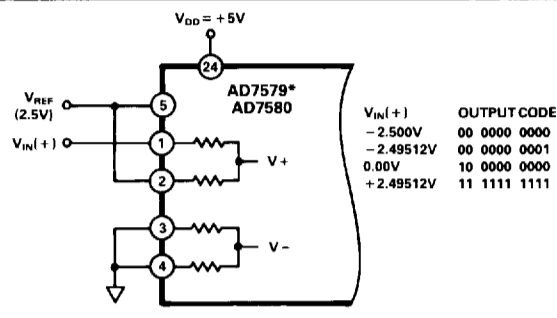 V_DD = +5V
24
AD7579*
AD7580
V_REF
(2.5V)
5
V_IN(+)
1
V+
2
3
V−
4
V_IN(+) OUTPUT CODE
−2.500V 00 0000 0000
−2.49512V 00 0000 0001
0.00V 10 0000 0000
+2.49512V 11 1111 1111